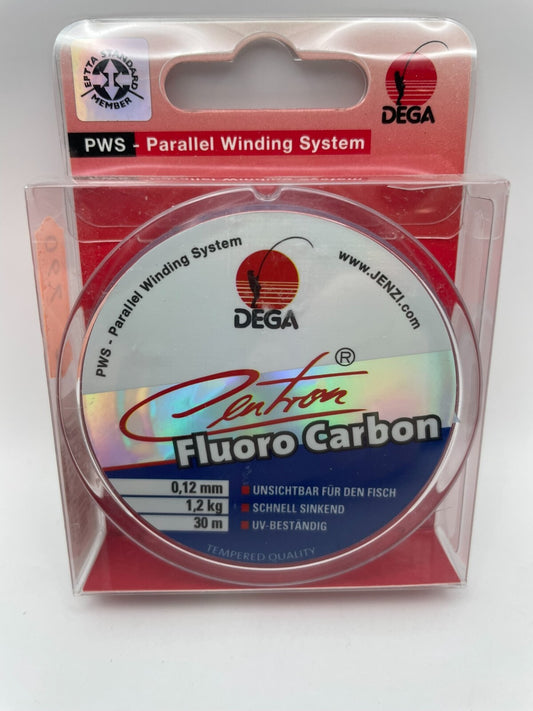 EFTTA STANDARD
MEMBER
DEGA
PWS - Parallel Winding System
PWS - Parallel Winding System
DEGA
www.JENZI.com
Centron ®
Fluoro Carbon
0,12 mm
UNSICHTBAR FÜR DEN FISCH
1,2 kg
SCHNELL SINKEND
30 m
UV-BESTÄNDIG
TEMPERED QUALITY